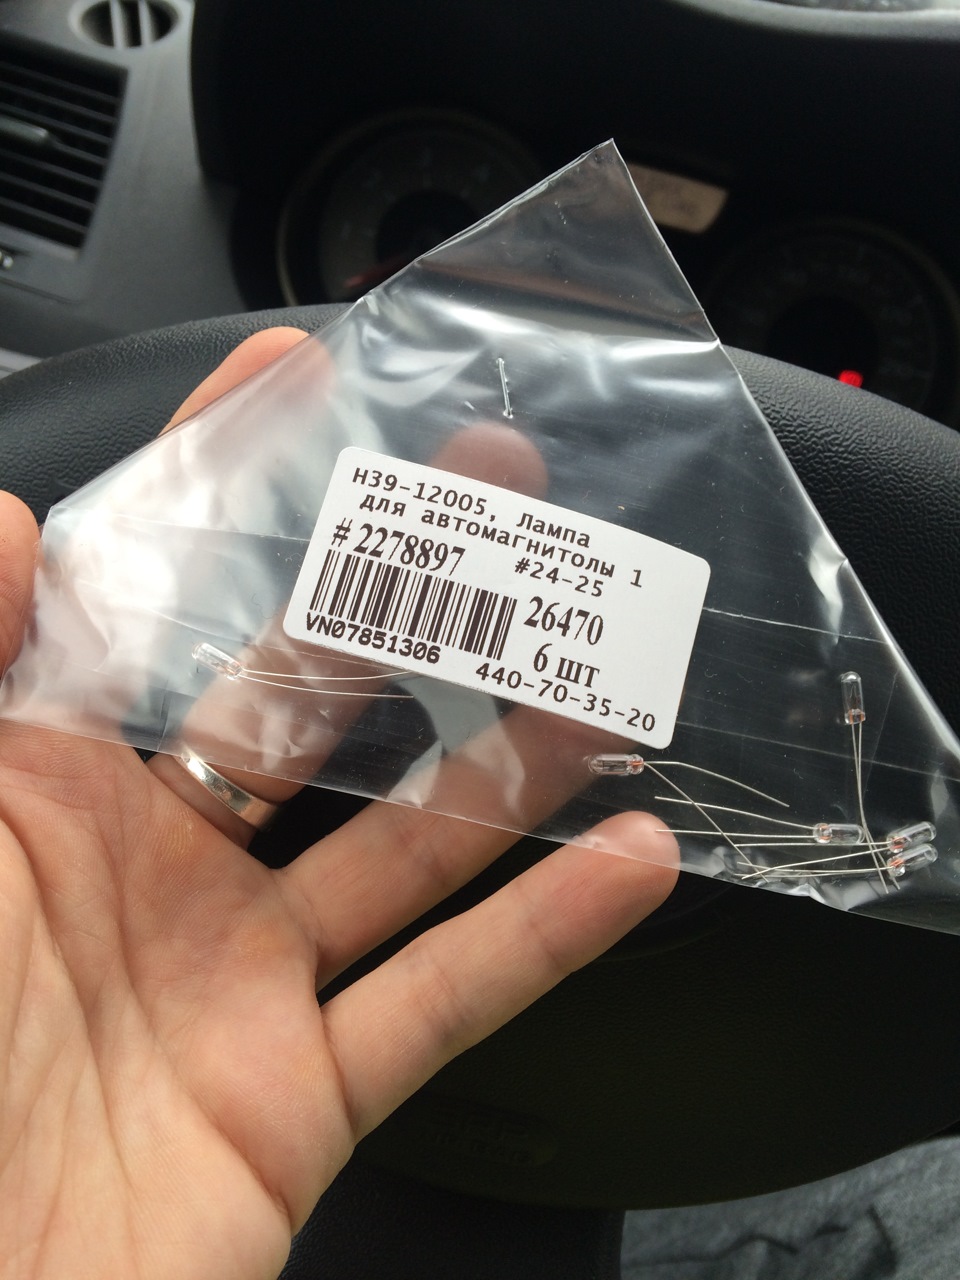 H39-12005, лампа
для автомагнитолы 1
# 2278897 #24-25
26470
VN07851306 6 шт
440-70-35-20